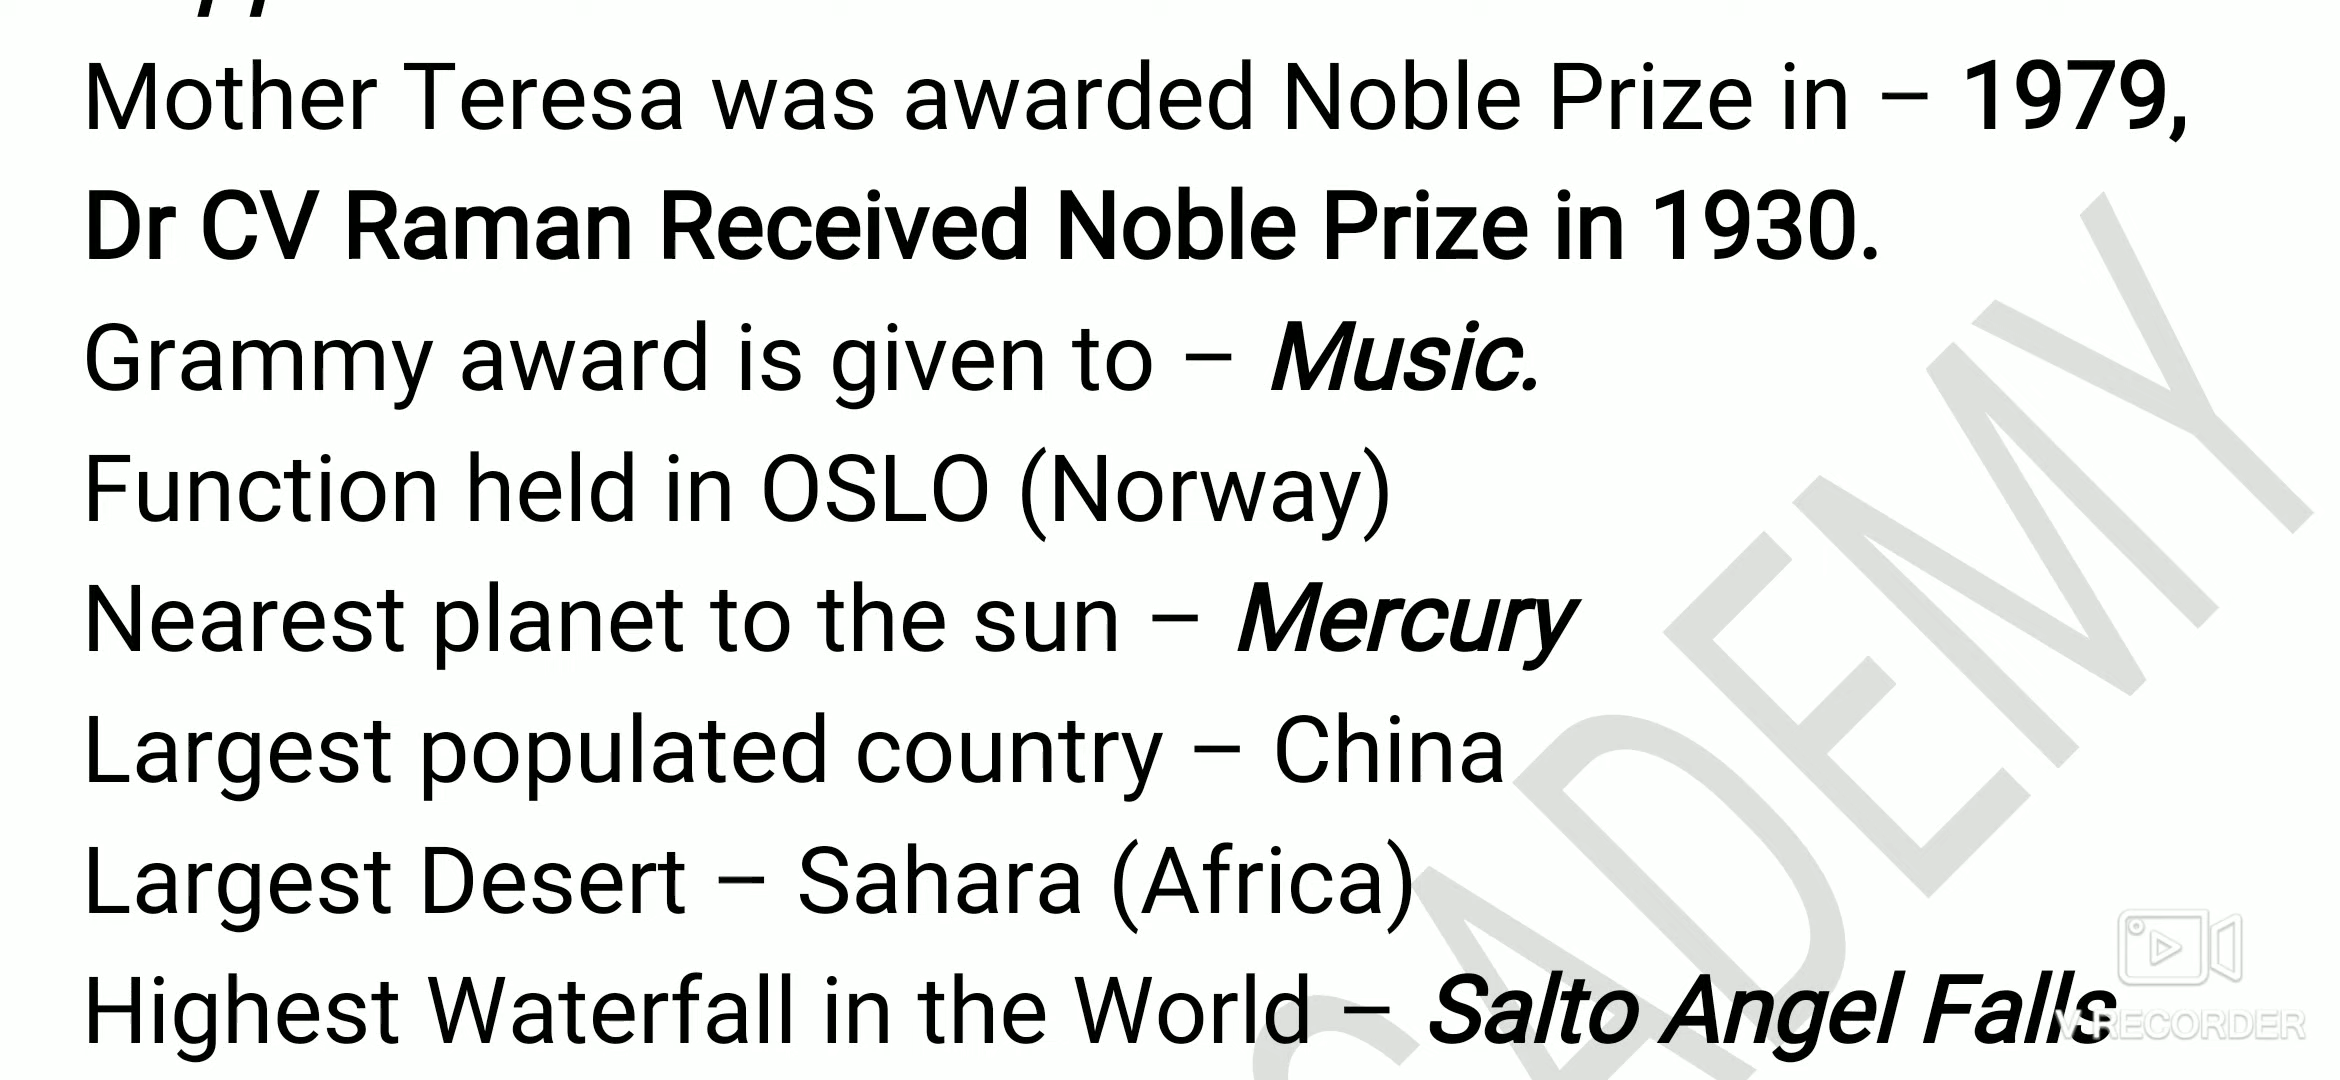 Mother Teresa was awarded Noble Prize in – 1979,
Dr CV Raman Received Noble Prize in 1930.
Grammy award is given to – Music.
Function held in OSLO (Norway)
Nearest planet to the sun – Mercury
Largest populated country – China
Largest Desert – Sahara (Africa)
Highest Waterfall in the World – Salto Angel Falls
CADEMY
V RECORDER